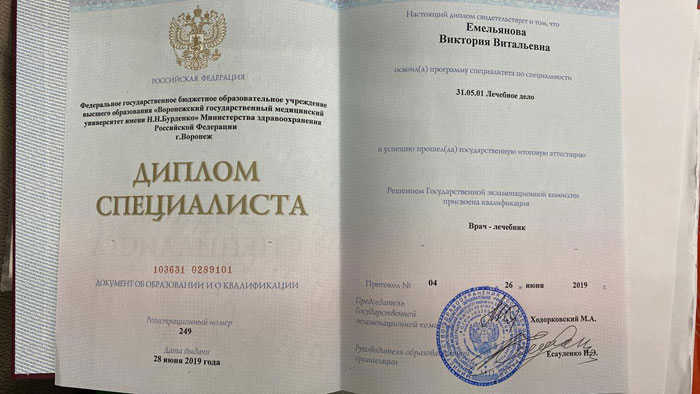 РОССИЙСКАЯ ФЕДЕРАЦИЯ
Федеральное государственное бюджетное образовательное учреждение
высшего образования «Воровежский государственный медицинский
университет имени Н.Н.Бурденко» Министерства здравоохранения
Российской Федерации
г.Воронеж
ДИПЛОМ
СПЕЦИАЛИСТА
103631 0289101
ДОКУМЕНТ ОБ ОБРАЗОВАНИИ И О КВАЛИФИКАЦИИ
Регистрационный номер
249
Дата выдачи
28 июня 2019 года
Настоящий диплом свидетельствует о том, что
Емельянова
Виктория Витальевна
освоил(а) программу специалитета по специальности
31.05.01 Лечебное дело
и успешно прошел(ла) государственную итоговую аттестацию
Решением Государственной экзаменационной комиссии
присвоена квалификация
Врач - лечебник
Протокол № 04 26 июня 2019 г.
Председатель
Государственной
экзаменационной Ходорковский М.А.
Руководитель
организации Есауленко И.Э.
М.П.